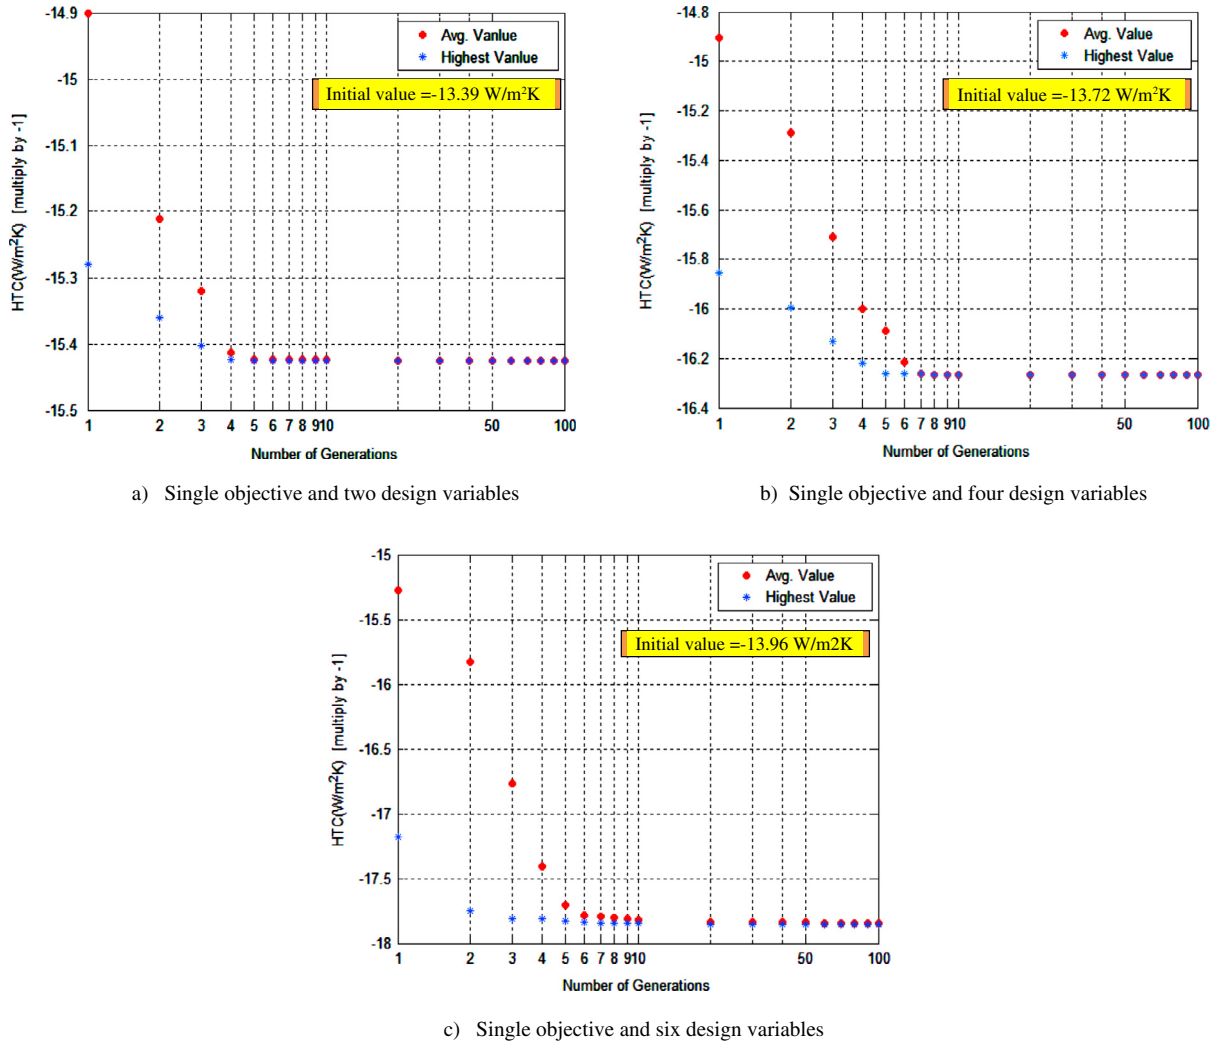 -14.9
-15
-15.1
-15.2
-15.3
-15.4
-15.5
HTC(W/m²K) [multiply by -1]
Avg. Vanlue
Highest Vanlue
Initial value =-13.39 W/m²K
1 2 3 4 5 6 7 8 910 50 100
Number of Generations
a) Single objective and two design variables
-14.8
-15
-15.2
-15.4
-15.6
-15.8
-16
-16.2
-16.4
HTC(W/m²K) [multiply by -1]
Avg. Value
Highest Value
Initial value =-13.72 W/m²K
1 2 3 4 5 6 7 8 910 50 100
Number of Generations
b) Single objective and four design variables
-15
-15.5
-16
-16.5
-17
-17.5
-18
HTC(W/m²K) [multiply by -1]
Avg. Value
Highest Value
Initial value =-13.96 W/m2K
1 2 3 4 5 6 7 8 910 50 100
Number of Generations
c) Single objective and six design variables